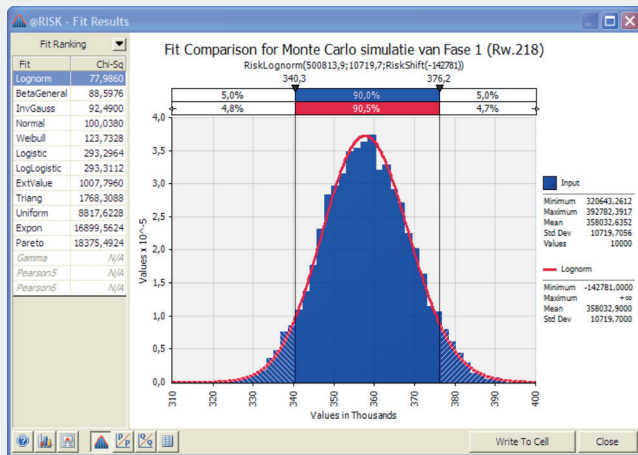 @RISK - Fit Results
Fit Ranking
Fit Chi-Sq
Lognorm 77,9860
BetaGeneral 88,5976
InvGauss 92,4900
Normal 100,0380
Weibull 123,7328
Logistic 293,2964
LogLogistic 293,3112
ExtValue 1007,7960
Triang 1768,3088
Uniform 8817,6228
Expon 16899,5624
Pareto 18375,4924
Gamma N/A
Pearson5 N/A
Pearson6 N/A
Fit Comparison for Monte Carlo simulatie van Fase 1 (Rw.218)
RiskLognorm(500813,9;10719,7;RiskShift(-142781))
340,3 376,2
5,0% 90,0% 5,0%
4,8% 90,5% 4,7%
4,0
3,5
3,0
2,5
2,0
1,5
1,0
0,5
0,0
Values x 10^-5
310 320 330 340 350 360 370 380 390 400
Values in Thousands
Input
Minimum 320643,2612
Maximum 392782,3917
Mean 358032,6352
Std Dev 10719,7056
Values 10000
Lognorm
Minimum -142781,0000
Maximum +∞
Mean 358032,9000
Std Dev 10719,7000
? P/P Q/Q
Write To Cell Close